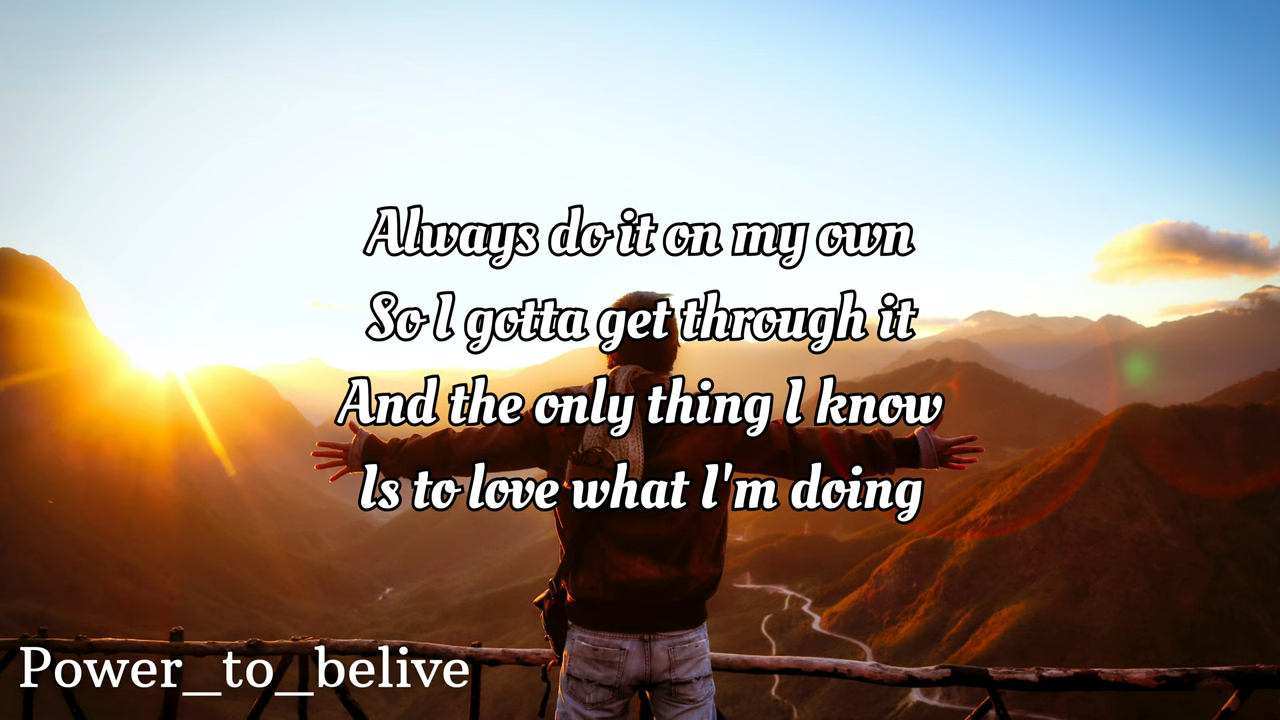 Always do it on my own
So I gotta get through it
And the only thing I know
Is to love what I'm doing
Power_to_belive